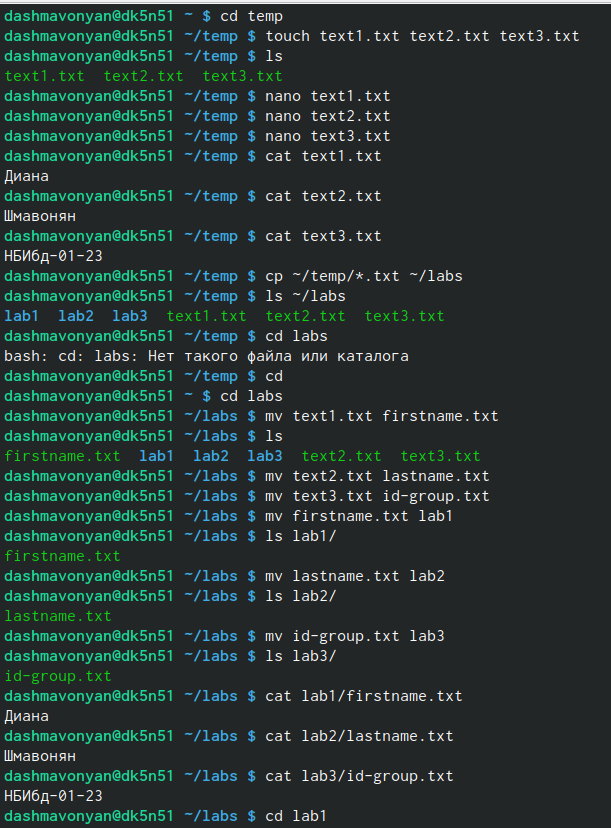 dashmavonyan@dk5n51 ~ $ cd temp
dashmavonyan@dk5n51 ~/temp $ touch text1.txt text2.txt text3.txt
dashmavonyan@dk5n51 ~/temp $ ls
text1.txt  text2.txt  text3.txt
dashmavonyan@dk5n51 ~/temp $ nano text1.txt
dashmavonyan@dk5n51 ~/temp $ nano text2.txt
dashmavonyan@dk5n51 ~/temp $ nano text3.txt
dashmavonyan@dk5n51 ~/temp $ cat text1.txt
Диана
dashmavonyan@dk5n51 ~/temp $ cat text2.txt
Шмавонян
dashmavonyan@dk5n51 ~/temp $ cat text3.txt
НБИбд-01-23
dashmavonyan@dk5n51 ~/temp $ cp ~/temp/*.txt ~/labs
dashmavonyan@dk5n51 ~/temp $ ls ~/labs
lab1  lab2  lab3  text1.txt  text2.txt  text3.txt
dashmavonyan@dk5n51 ~/temp $ cd labs
bash: cd: labs: Нет такого файла или каталога
dashmavonyan@dk5n51 ~/temp $ cd
dashmavonyan@dk5n51 ~ $ cd labs
dashmavonyan@dk5n51 ~/labs $ mv text1.txt firstname.txt
dashmavonyan@dk5n51 ~/labs $ ls
firstname.txt  lab1  lab2  lab3  text2.txt  text3.txt
dashmavonyan@dk5n51 ~/labs $ mv text2.txt lastname.txt
dashmavonyan@dk5n51 ~/labs $ mv text3.txt id-group.txt
dashmavonyan@dk5n51 ~/labs $ mv firstname.txt lab1
dashmavonyan@dk5n51 ~/labs $ ls lab1/
firstname.txt
dashmavonyan@dk5n51 ~/labs $ mv lastname.txt lab2
dashmavonyan@dk5n51 ~/labs $ ls lab2/
lastname.txt
dashmavonyan@dk5n51 ~/labs $ mv id-group.txt lab3
dashmavonyan@dk5n51 ~/labs $ ls lab3/
id-group.txt
dashmavonyan@dk5n51 ~/labs $ cat lab1/firstname.txt
Диана
dashmavonyan@dk5n51 ~/labs $ cat lab2/lastname.txt
Шмавонян
dashmavonyan@dk5n51 ~/labs $ cat lab3/id-group.txt
НБИбд-01-23
dashmavonyan@dk5n51 ~/labs $ cd lab1